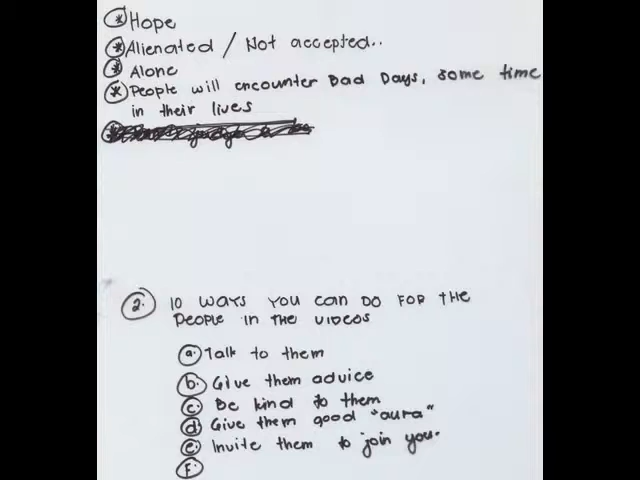 * Hope
* Alienated / Not accepted..
* Alone
* People will encounter Bad Days, some time
in their lives
2. 10 ways you can do for the
people in the videos
a. Talk to them
b. Give them advice
c. Be kind to them
d. Give them good "aura"
e. Invite them to join you.
f.